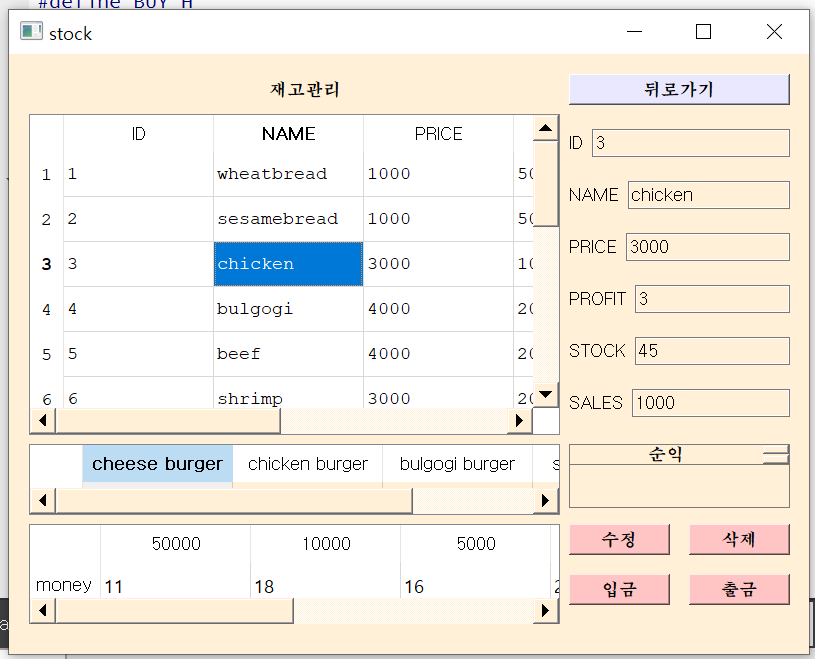 #define BUY_H
stock
재고관리
뒤로가기
ID NAME PRICE
1 1 wheatbread 1000 50
2 2 sesamebread 1000 50
3 3 chicken 3000 10
4 4 bulgogi 4000 20
5 5 beef 4000 20
6 6 shrimp 3000 20
ID 3
NAME chicken
PRICE 3000
PROFIT 3
STOCK 45
SALES 1000
cheese burger chicken burger bulgogi burger s
순익
50000 10000 5000
money 11 18 16
수정 삭제
입금 출금